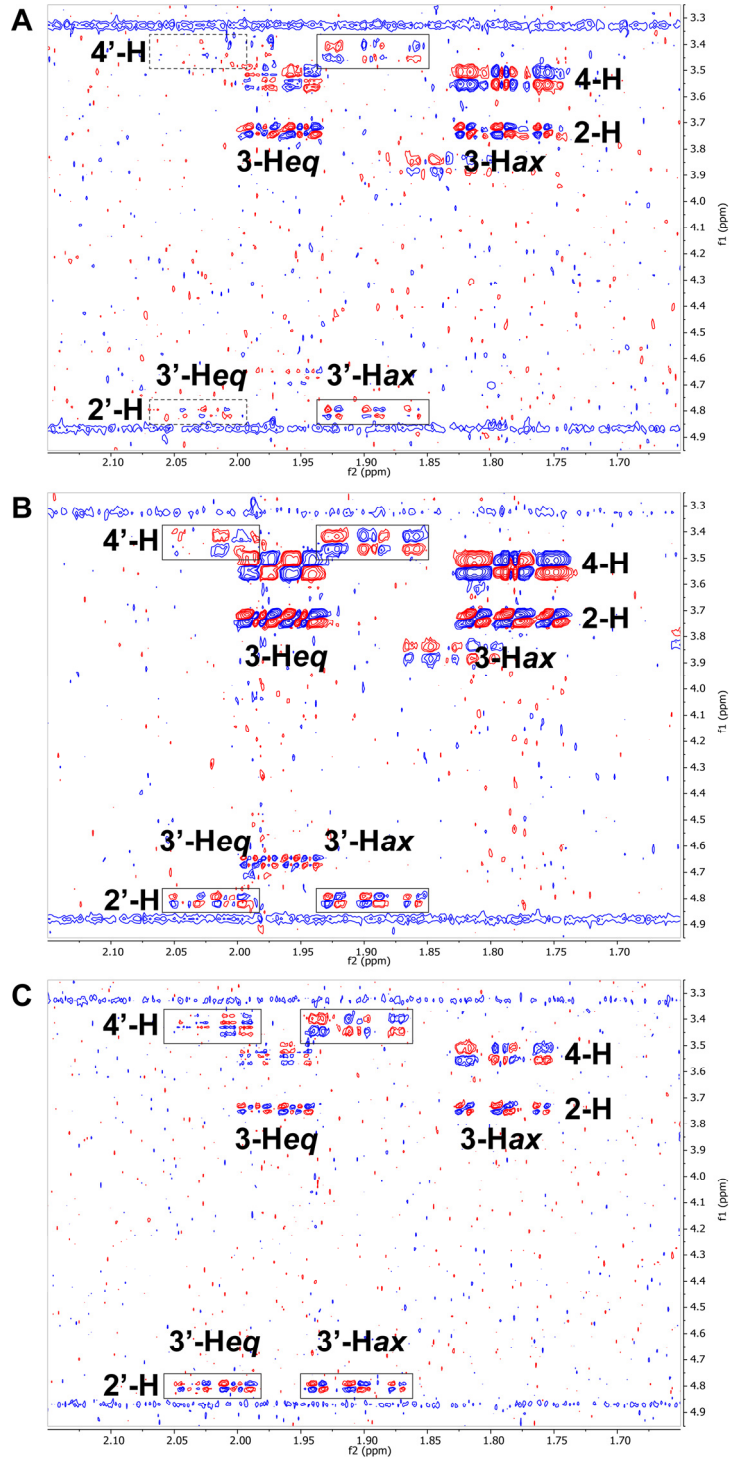 A
3.3
3.4
3.5
3.6
3.7
3.8
3.9
4.0
4.1
4.2
4.3
4.4
4.5
4.6
4.7
4.8
4.9
f1 (ppm)
4’-H
4-H
2-H
3-Heq 3-Hax
3’-Heq 3’-Hax
2’-H
2.10 2.05 2.00 1.95 1.90 1.85 1.80 1.75 1.70
f2 (ppm)
B
3.3
3.4
3.5
3.6
3.7
3.8
3.9
4.0
4.1
4.2
4.3
4.4
4.5
4.6
4.7
4.8
4.9
f1 (ppm)
4’-H
4-H
2-H
3-Heq 3-Hax
3’-Heq 3’-Hax
2’-H
2.10 2.05 2.00 1.95 1.90 1.85 1.80 1.75 1.70
f2 (ppm)
C
3.3
3.4
3.5
3.6
3.7
3.8
3.9
4.0
4.1
4.2
4.3
4.4
4.5
4.6
4.7
4.8
4.9
f1 (ppm)
4’-H
4-H
2-H
3-Heq 3-Hax
3’-Heq 3’-Hax
2’-H
2.10 2.05 2.00 1.95 1.90 1.85 1.80 1.75 1.70
f2 (ppm)